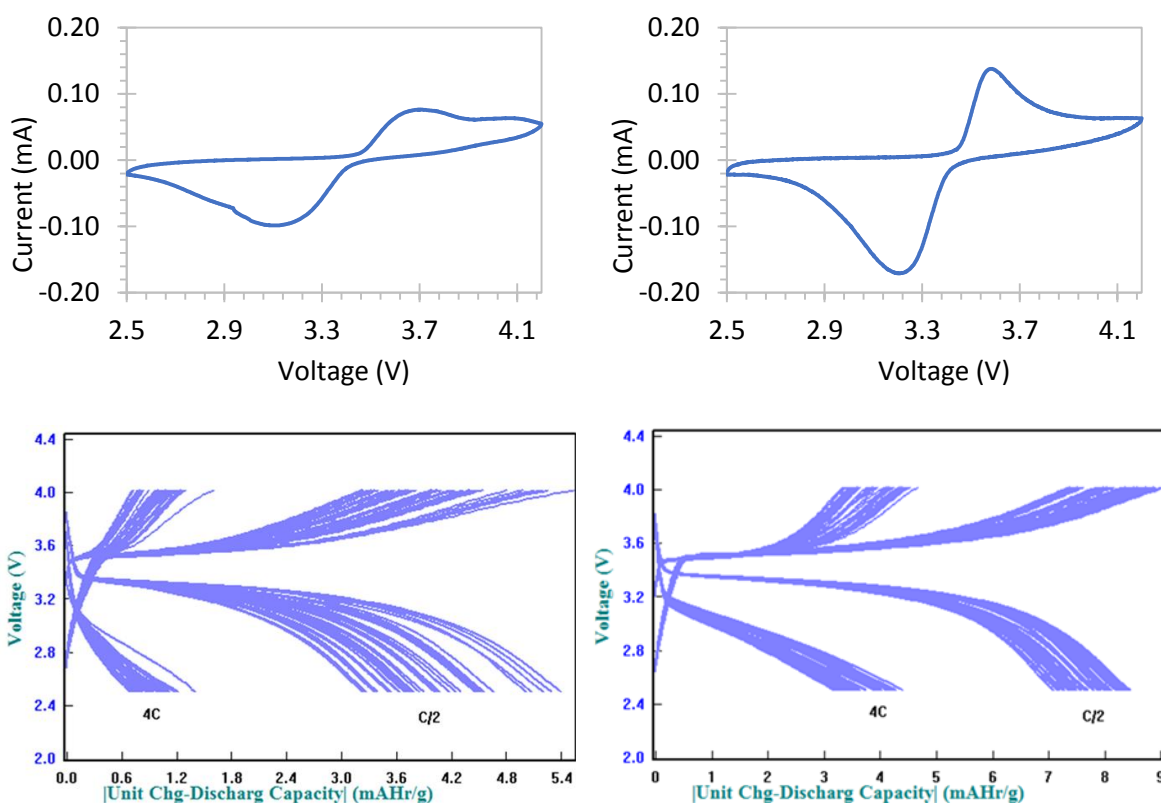 0.20
0.10
0.00
-0.10
-0.20
Current (mA)
2.5 2.9 3.3 3.7 4.1
Voltage (V)
0.20
0.10
0.00
-0.10
-0.20
Current (mA)
2.5 2.9 3.3 3.7 4.1
Voltage (V)
4.4
4.0
3.6
3.2
2.8
2.4
2.0
Voltage (V)
4C
C/2
0.0 0.6 1.2 1.8 2.4 3.0 3.6 4.2 4.8 5.4
|Unit Chg-Discharg Capacity| (mAHr/g)
4.4
4.0
3.6
3.2
2.8
2.4
2.0
Voltage (V)
4C
C/2
0 1 2 3 4 5 6 7 8 9
|Unit Chg-Discharg Capacity| (mAHr/g)